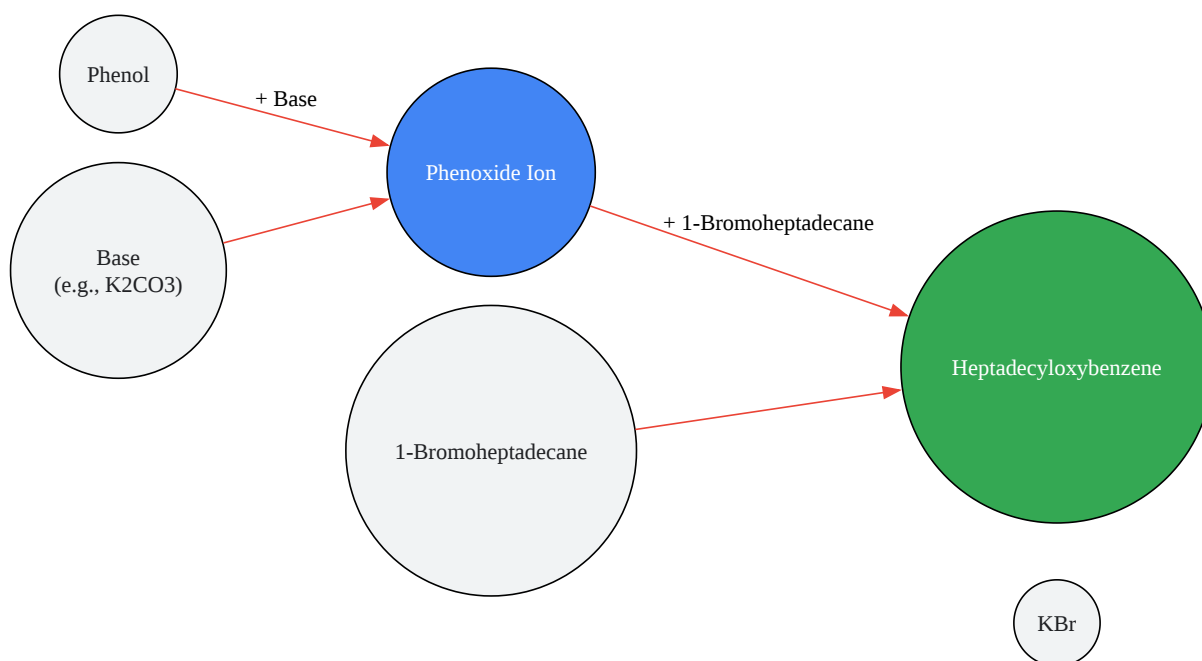 Phenol
+ Base
Phenoxide Ion
Base
(e.g., K2CO3)
+ 1-Bromoheptadecane
Heptadecyloxybenzene
1-Bromoheptadecane
KBr